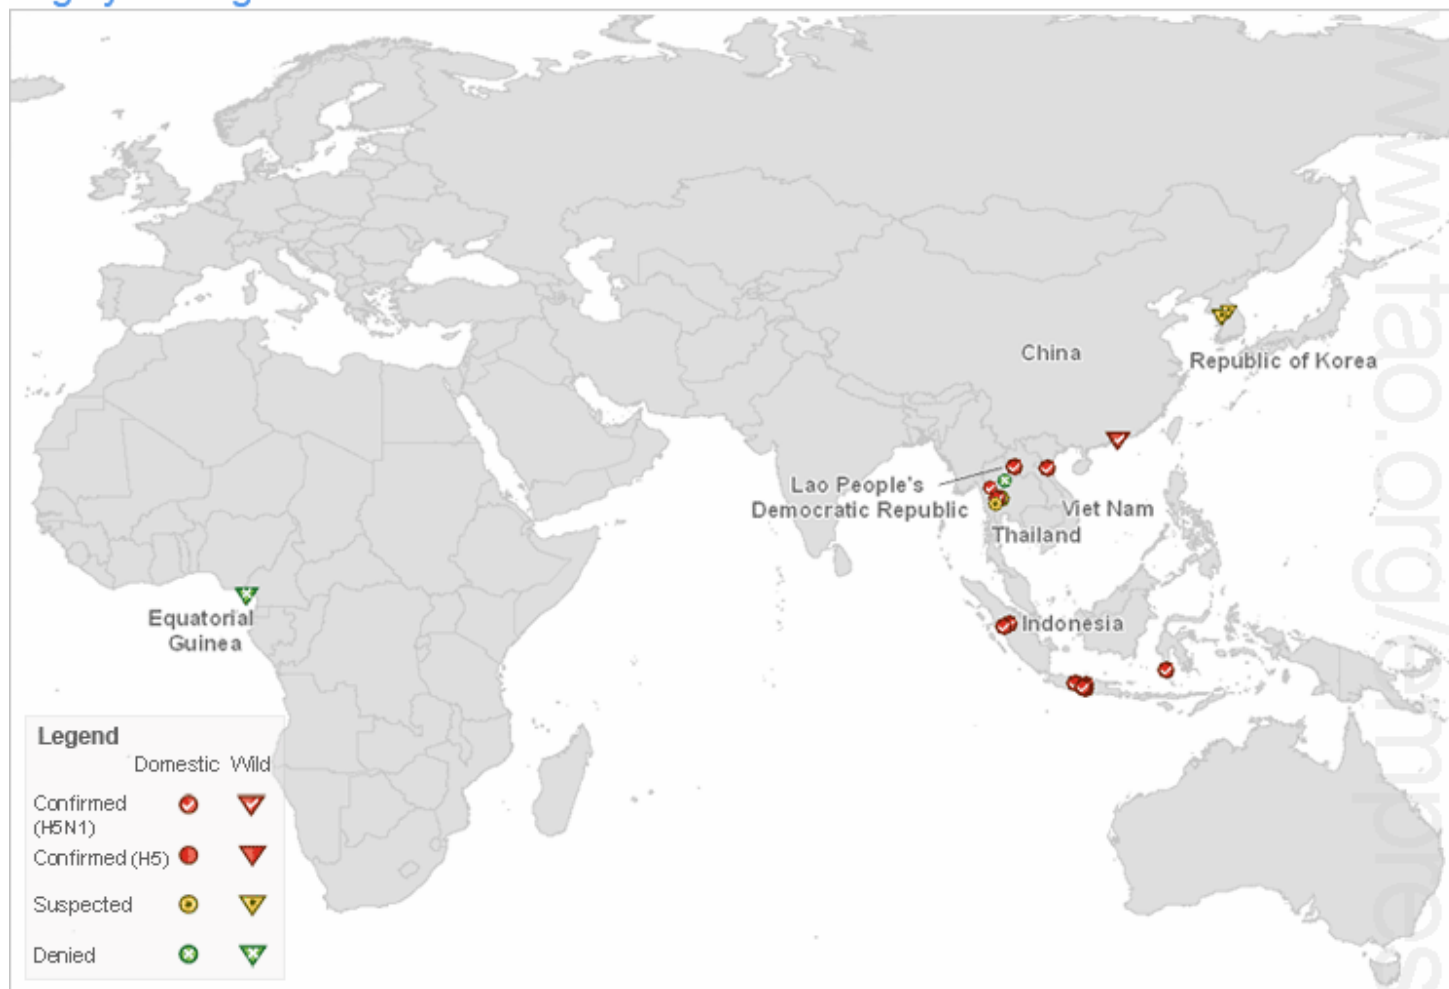 China
Republic of Korea
Lao People's
Democratic Republic
Viet Nam
Thailand
Equatorial
Guinea
Indonesia
Legend
Domestic Wild
Confirmed
(H5N1)
Confirmed (H5)
Suspected
Denied
www.fao.org/empres